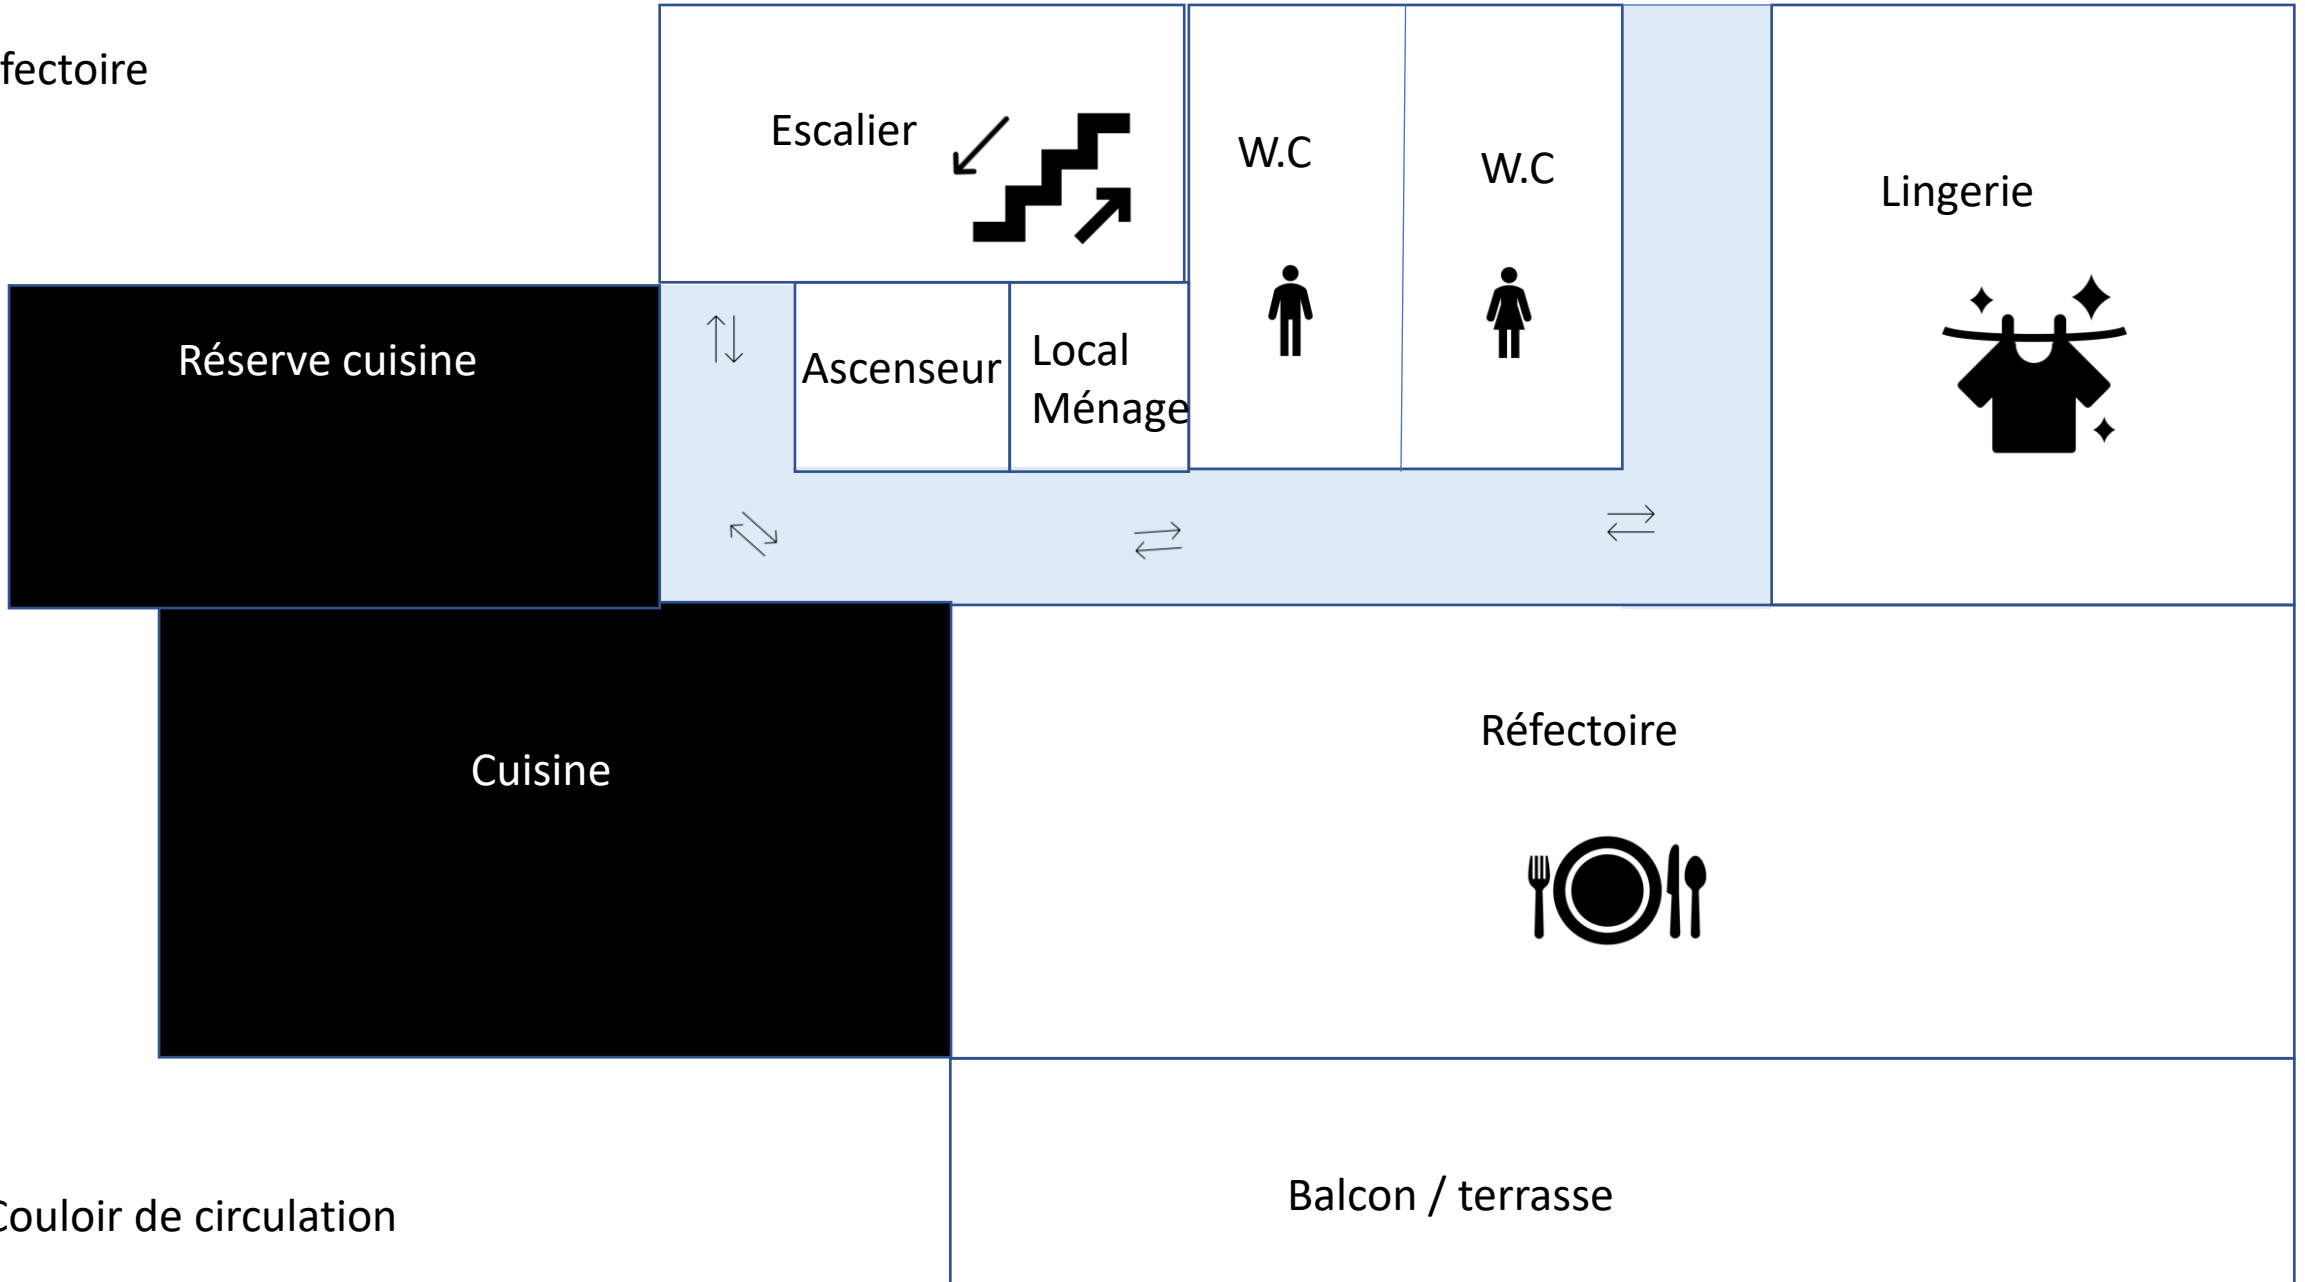 fectoire
Escalier
W.C
W.C
Lingerie
Réserve cuisine
Ascenseur
Local
Ménage
Réfectoire
Cuisine
Balcon / terrasse
Couloir de circulation